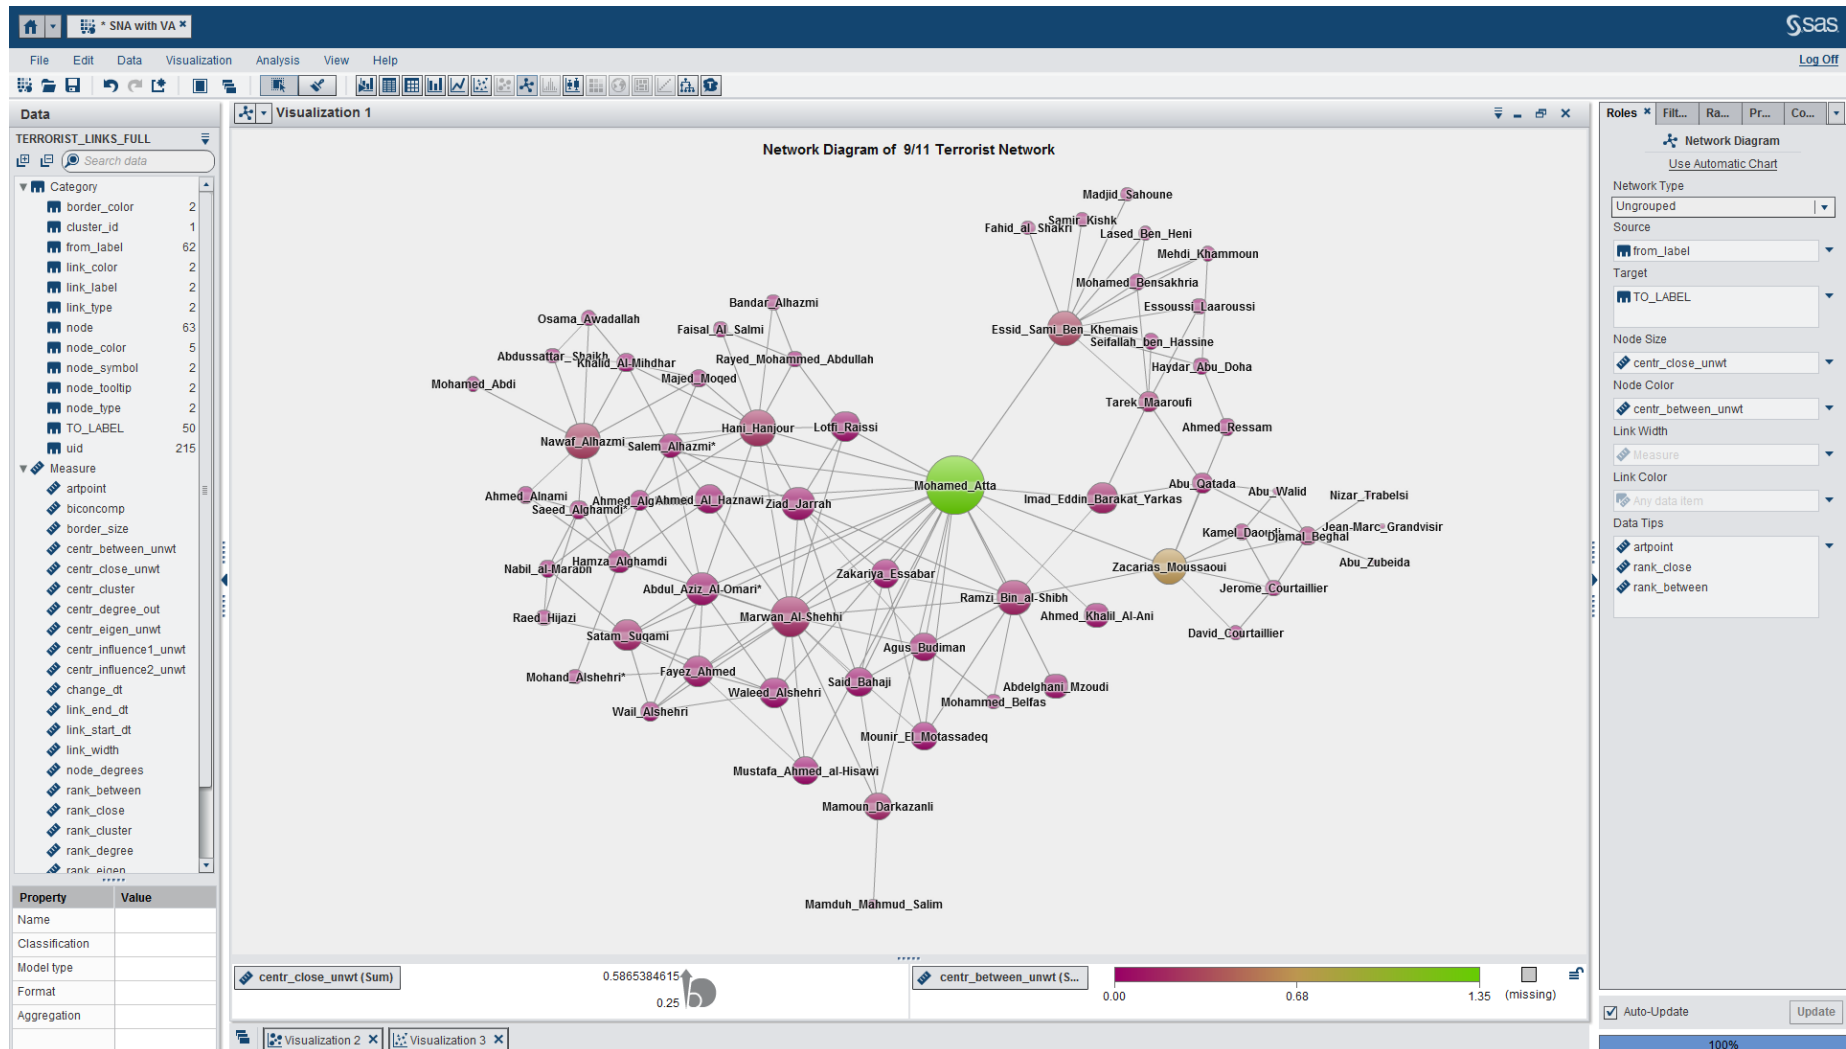 * SNA with VA
sas
File Edit Data Visualization Analysis View Help
Log Off
Data
TERRORIST_LINKS_FULL
Search data
Category
border_color 2
cluster_id 1
from_label 62
link_color 2
link_label 2
link_type 2
node 63
node_color 5
node_symbol 2
node_tooltip 2
node_type 2
TO_LABEL 50
uid 215
Measure
artpoint
biconcomp
border_size
centr_between_unwt
centr_close_unwt
centr_cluster
centr_degree_out
centr_eigen_unwt
centr_influence1_unwt
centr_influence2_unwt
change_dt
link_end_dt
link_start_dt
link_width
node_degrees
rank_between
rank_close
rank_cluster
rank_degree
rank_eigen
Property Value
Name
Classification
Model type
Format
Aggregation
Visualization 1
Network Diagram of 9/11 Terrorist Network
Madjid_Sahoune
Samir_Kishk
Fahid_al_Shakri
Lased_Ben_Heni
Mehdi_Khammoun
Mohamed_Bensakhria
Bandar_Alhazmi
Essoussi_Laaroussi
Osama_Awadallah
Faisal_Al_Salmi
Essid_Sami_Ben_Khemais
Seifallah_ben_Hassine
Abdussattar_Shaikh
Khalid_Al-Mihdhar
Rayed_Mohammed_Abdullah
Haydar_Abu_Doha
Majed_Moqed
Mohamed_Abdi
Tarek_Maaroufi
Hani_Hanjour
Lotfi_Raissi
Ahmed_Ressam
Nawaf_Alhazmi
Salem_Alhazmi*
Mohamed_Atta
Abu_Qatada
Abu_Walid
Nizar_Trabelsi
Ahmed_Alnami
Ahmed_Al_Haznawi
Ziad_Jarrah
Imad_Eddin_Barakat_Yarkas
Saeed_Alghamdi*
Jean-Marc_Grandvisir
Kamel_Daoudi
Djamal_Beghal
Nabil_al-Marabh
Hamza_Alghamdi
Zakariya_Essabar
Zacarias_Moussaoui
Abu_Zubeida
Abdul_Aziz_Al-Omari*
Ramzi_Bin_al-Shibh
Jerome_Courtaillier
Raed_Hijazi
Marwan_Al-Shehhi
Ahmed_Khalil_Al-Ani
Satam_Suqami
David_Courtaillier
Agus_Budiman
Mohand_Alshehri*
Fayez_Ahmed
Waleed_Alshehri
Said_Bahaji
Abdelghani_Mzoudi
Mohammed_Belfas
Wail_Alshehri
Mounir_El_Motassadeq
Mustafa_Ahmed_al-Hisawi
Mamoun_Darkazanli
Mamduh_Mahmud_Salim
centr_close_unwt (Sum)
0.5865384615
0.25
centr_between_unwt (S...
0.00 0.68 1.35 (missing)
Visualization 2 Visualization 3
Roles Filt... Ra... Pr... Co...
Network Diagram
Use Automatic Chart
Network Type
Ungrouped
Source
from_label
Target
TO_LABEL
Node Size
centr_close_unwt
Node Color
centr_between_unwt
Link Width
Measure
Link Color
Any data item
Data Tips
artpoint
rank_close
rank_between
Auto-Update Update
100%